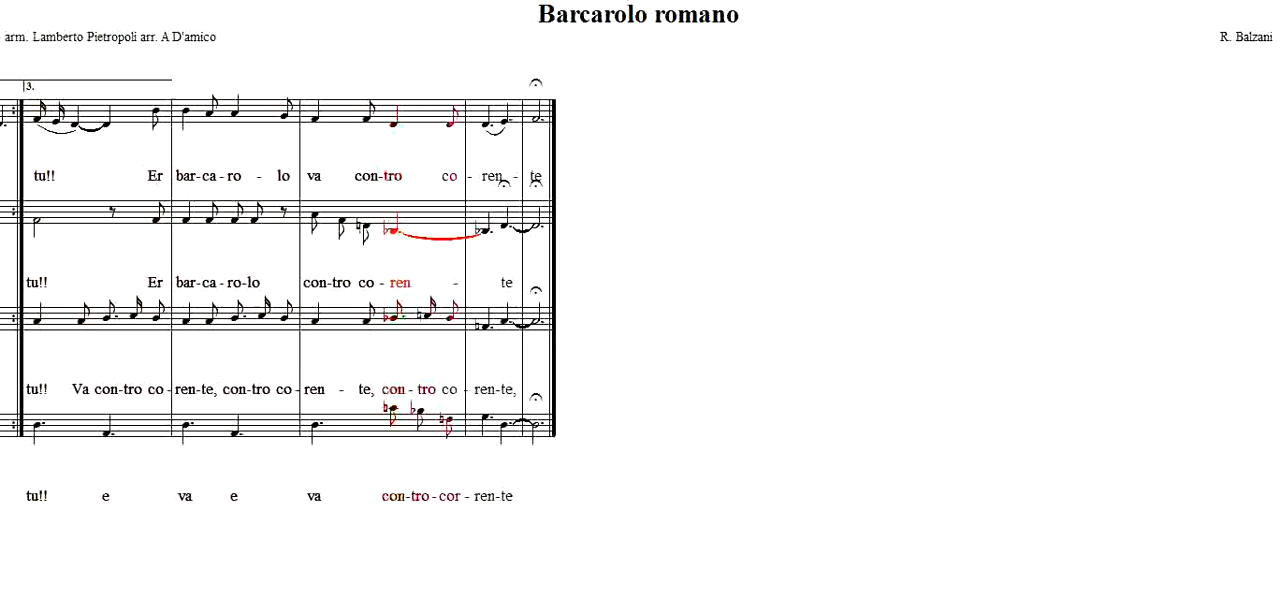 Barcarolo romano
arm. Lamberto Pietropoli arr. A D'amico
R. Balzani
3.
tu!! Er bar-ca-ro - lo va con-tro co - ren - te
tu!! Er bar-ca-ro-lo con-tro co - ren - te
tu!! Va con-tro co-ren-te, con-tro co-ren - te, con-tro co - ren-te,
tu!! e va e va con-tro-cor - ren-te